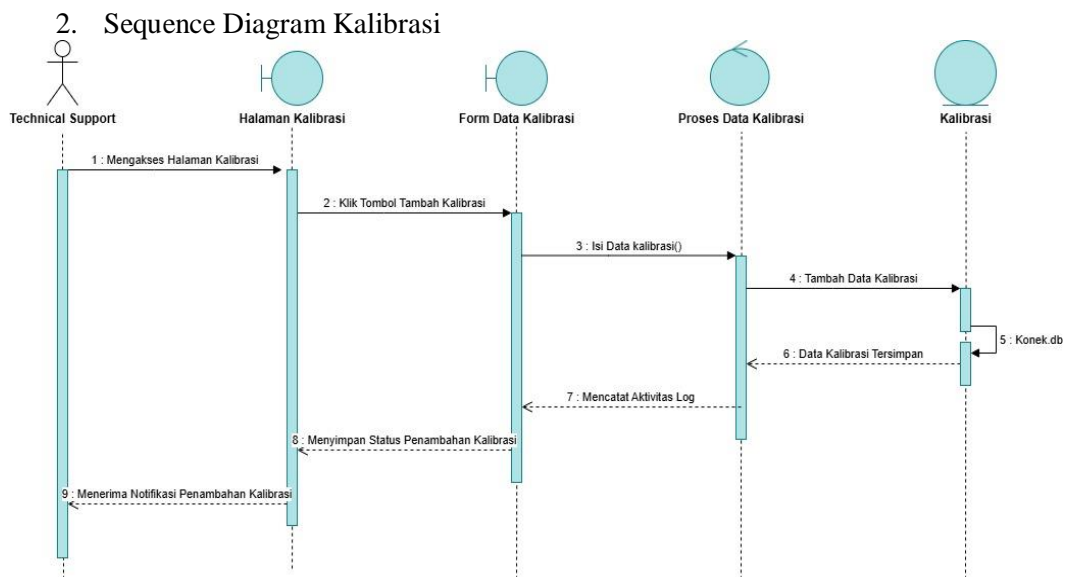 2. Sequence Diagram Kalibrasi
Technical Support
Halaman Kalibrasi
Form Data Kalibrasi
Proses Data Kalibrasi
Kalibrasi
1 : Mengakses Halaman Kalibrasi
2 : Klik Tombol Tambah Kalibrasi
3 : Isi Data kalibrasi()
4 : Tambah Data Kalibrasi
5 : Konek.db
6 : Data Kalibrasi Tersimpan
7 : Mencatat Aktivitas Log
8 : Menyimpan Status Penambahan Kalibrasi
9 : Menerima Notifikasi Penambahan Kalibrasi